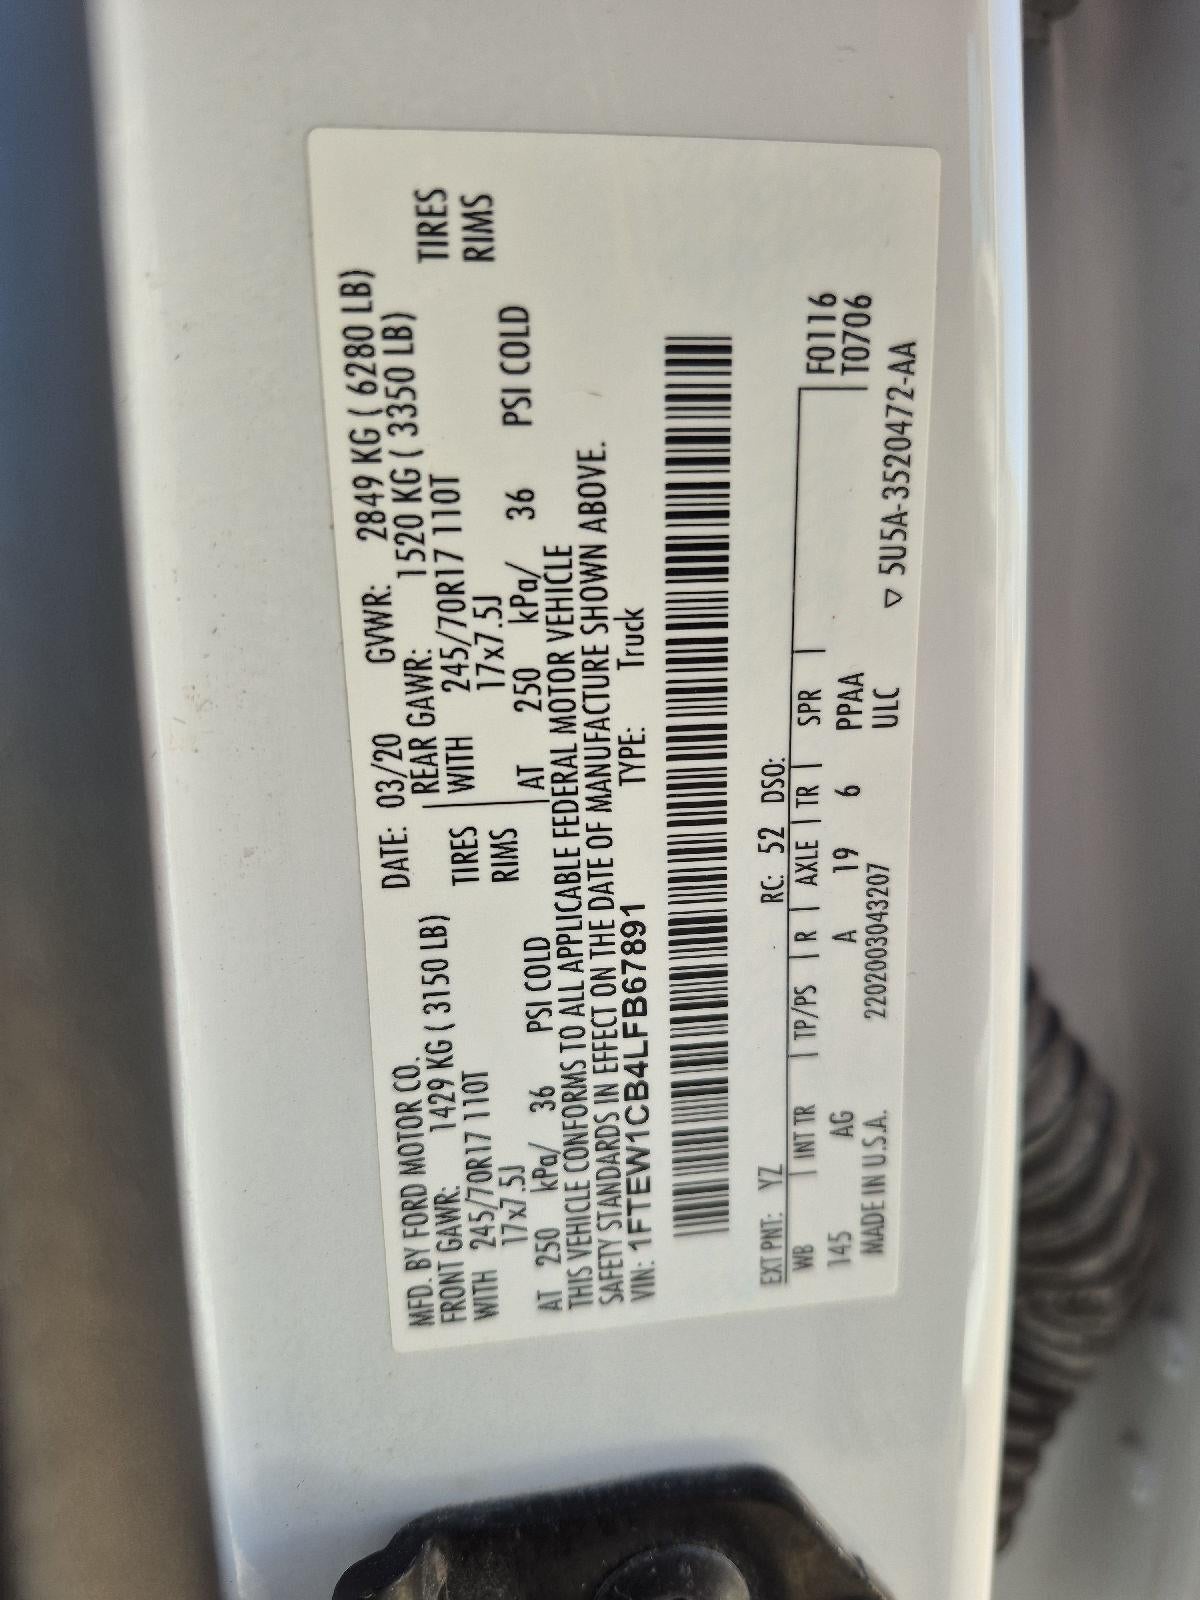 MFD. BY FORD MOTOR CO.
DATE: 03/20 GVWR: 2849 KG ( 6280 LB)
FRONT GAWR: 1429 KG ( 3150 LB) REAR GAWR: 1520 KG ( 3350 LB)
WITH 245/70R17 110T TIRES WITH 245/70R17 110T TIRES
17x7.5J RIMS 17x7.5J RIMS
AT 250 kPa/ 36 PSI COLD AT 250 kPa/ 36 PSI COLD
THIS VEHICLE CONFORMS TO ALL APPLICABLE FEDERAL MOTOR VEHICLE
SAFETY STANDARDS IN EFFECT ON THE DATE OF MANUFACTURE SHOWN ABOVE.
VIN: 1FTEW1CB4LFB67891 TYPE: Truck
EXT PNT: YZ RC: 52 DSO:
WB INT TR TP/PS R AXLE TR SPR F0116
145 AG A 19 6 PPAA T0706
MADE IN U.S.A. 2202003043207 ULC
▽ 5U5A-3520472-AA